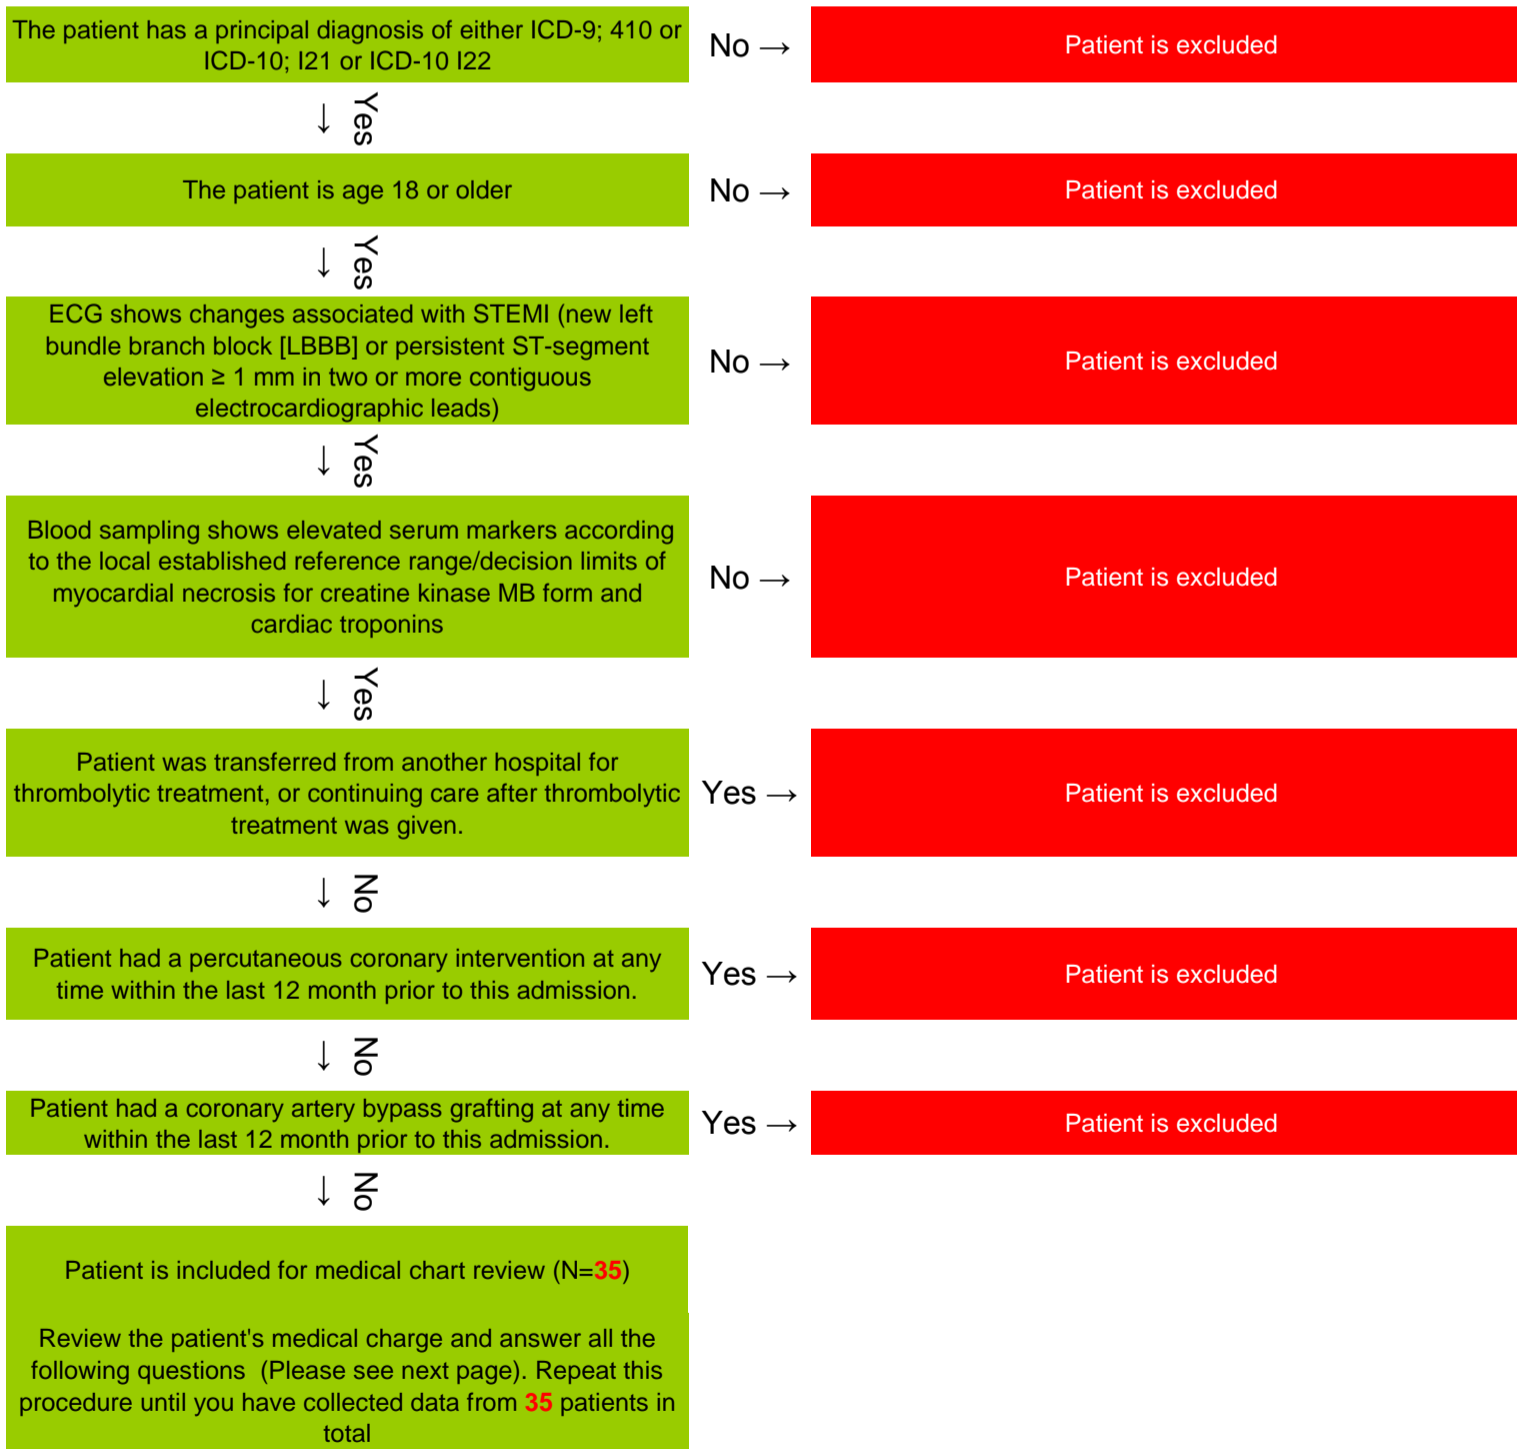 The patient has a principal diagnosis of either ICD-9; 410 or
ICD-10; I21 or ICD-10 I22
No →
Patient is excluded
↓ Yes
The patient is age 18 or older
No →
Patient is excluded
↓ Yes
ECG shows changes associated with STEMI (new left
bundle branch block [LBBB] or persistent ST-segment
elevation ≥ 1 mm in two or more contiguous
electrocardiographic leads)
No →
Patient is excluded
↓ Yes
Blood sampling shows elevated serum markers according
to the local established reference range/decision limits of
myocardial necrosis for creatine kinase MB form and
cardiac troponins
No →
Patient is excluded
↓ Yes
Patient was transferred from another hospital for
thrombolytic treatment, or continuing care after thrombolytic
treatment was given.
Yes →
Patient is excluded
↓ No
Patient had a percutaneous coronary intervention at any
time within the last 12 month prior to this admission.
Yes →
Patient is excluded
↓ No
Patient had a coronary artery bypass grafting at any time
within the last 12 month prior to this admission.
Yes →
Patient is excluded
↓ No
Patient is included for medical chart review (N=35)
Review the patient's medical charge and answer all the
following questions (Please see next page). Repeat this
procedure until you have collected data from 35 patients in
total